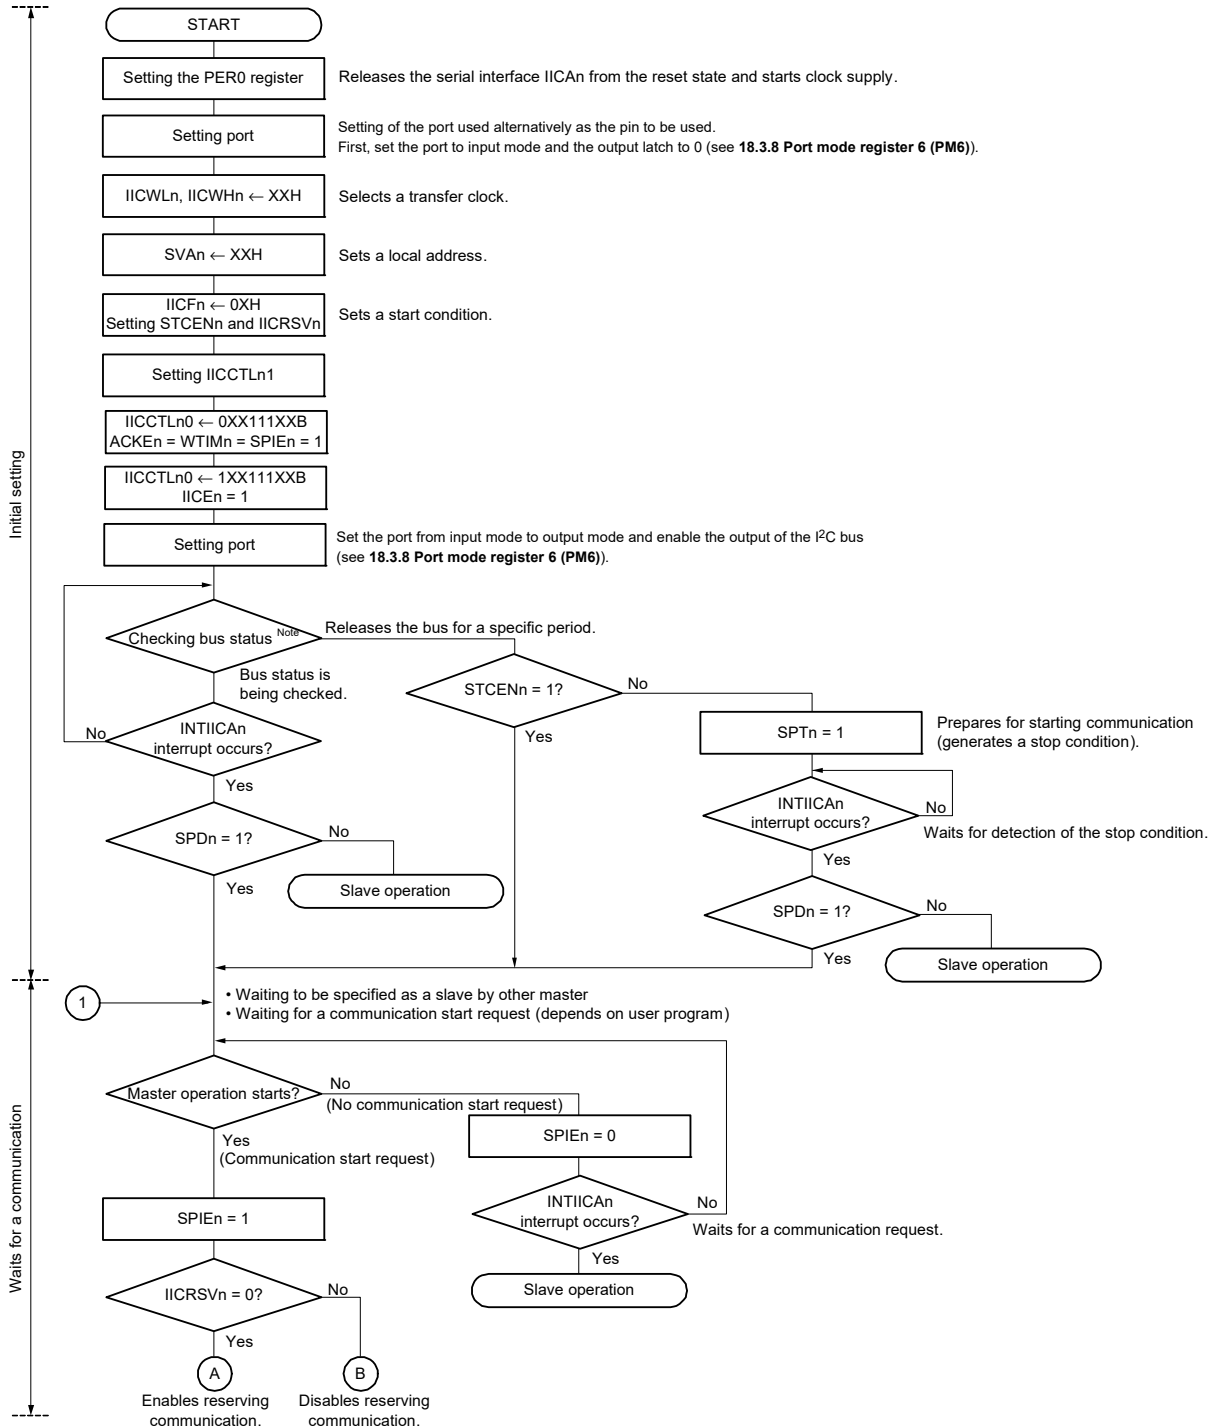 START
Setting the PER0 register
Releases the serial interface IICAn from the reset state and starts clock supply.
Setting port
Setting of the port used alternatively as the pin to be used.
First, set the port to input mode and the output latch to 0 (see 18.3.8 Port mode register 6 (PM6)).
IICWLn, IICWHn ← XXH
Selects a transfer clock.
SVAn ← XXH
Sets a local address.
IICFn ← 0XH
Setting STCENn and IICRSVn
Sets a start condition.
Setting IICCTLn1
IICCTLn0 ← 0XX111XXB
ACKEn = WTIMn = SPIEn = 1
IICCTLn0 ← 1XX111XXB
IICEn = 1
Initial setting
Setting port
Set the port from input mode to output mode and enable the output of the I²C bus
(see 18.3.8 Port mode register 6 (PM6)).
Checking bus status Note
Releases the bus for a specific period.
Bus status is
being checked.
STCENn = 1?
No
Yes
SPTn = 1
Prepares for starting communication
(generates a stop condition).
No
INTIICAn
interrupt occurs?
Yes
INTIICAn
interrupt occurs?
No
Waits for detection of the stop condition.
Yes
SPDn = 1?
No
Yes
Slave operation
SPDn = 1?
No
Yes
Slave operation
1
• Waiting to be specified as a slave by other master
• Waiting for a communication start request (depends on user program)
Waits for a communication
Master operation starts?
No
(No communication start request)
Yes
(Communication start request)
SPIEn = 0
INTIICAn
interrupt occurs?
No
Waits for a communication request.
Yes
Slave operation
SPIEn = 1
IICRSVn = 0?
No
Yes
A
B
Enables reserving
communication.
Disables reserving
communication.